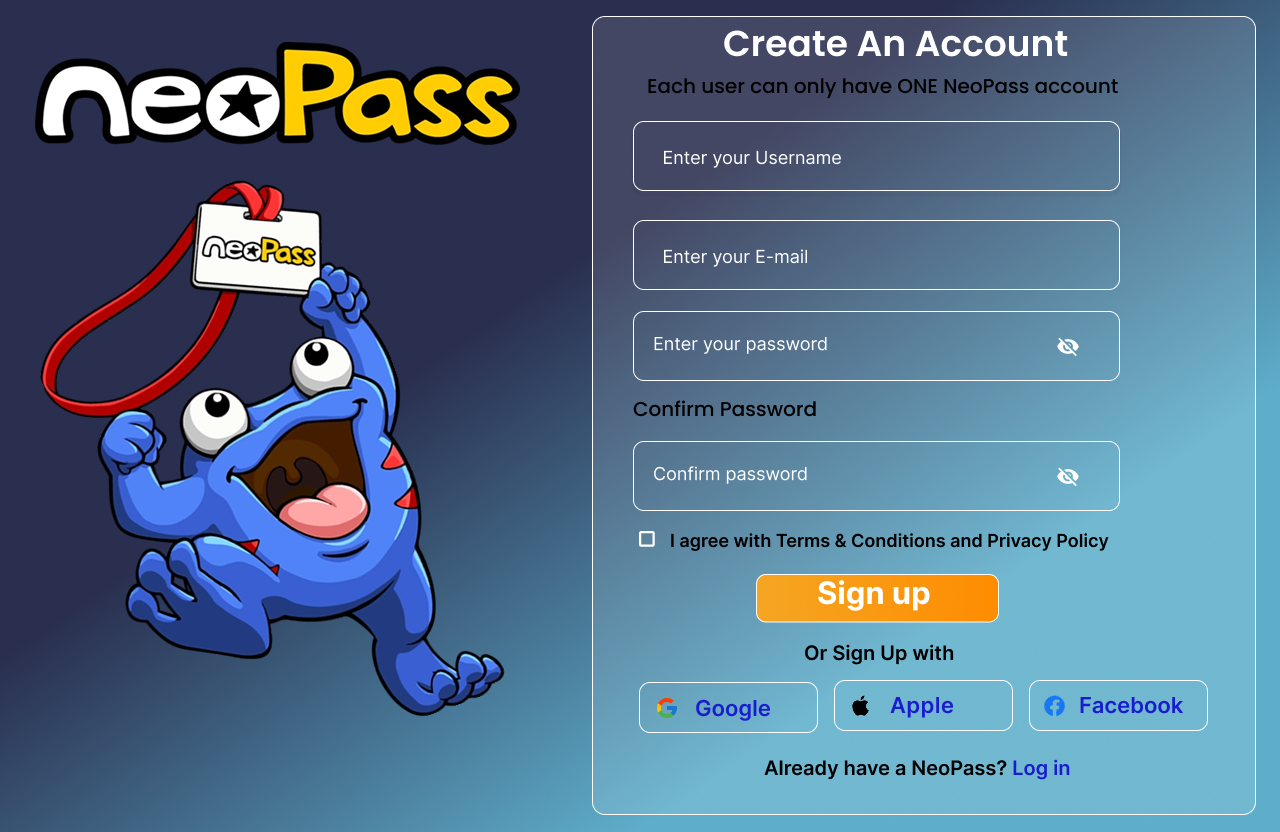 neoPass
neoPass
Create An Account
Each user can only have ONE NeoPass account
Enter your Username
Enter your E-mail
Enter your password
Confirm Password
Confirm password
I agree with Terms & Conditions and Privacy Policy
Sign up
Or Sign Up with
Google
Apple
Facebook
Already have a NeoPass? Log in